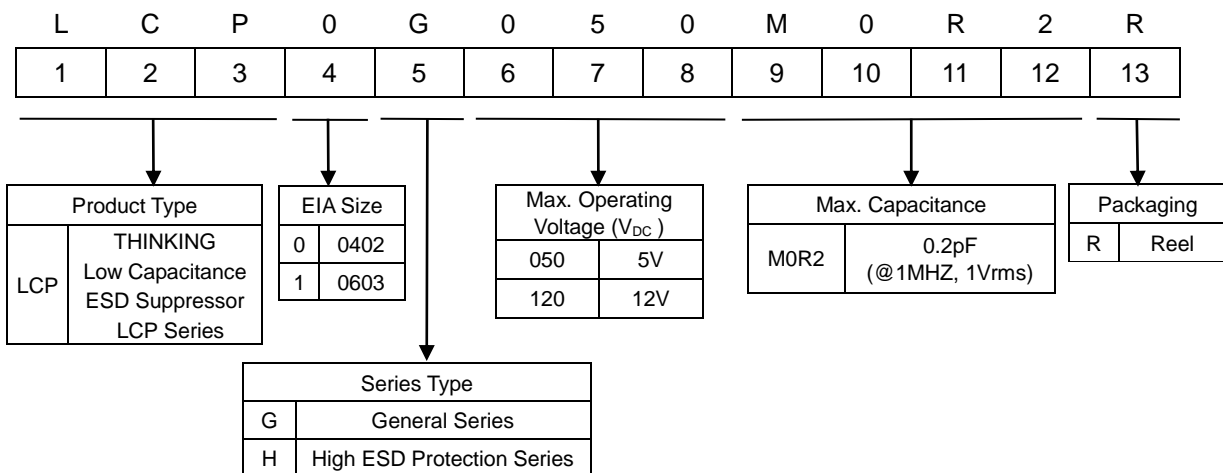 L C P 0 G 0 5 0 M 0 R 2 R
1 2 3 4 5 6 7 8 9 10 11 12 13
Product Type
LCP
THINKING
Low Capacitance
ESD Suppressor
LCP Series
EIA Size
0 0402
1 0603
Max. Operating
Voltage (VDC )
050 5V
120 12V
Max. Capacitance
M0R2
0.2pF
(@1MHZ, 1Vrms)
Packaging
R Reel
Series Type
G General Series
H High ESD Protection Series